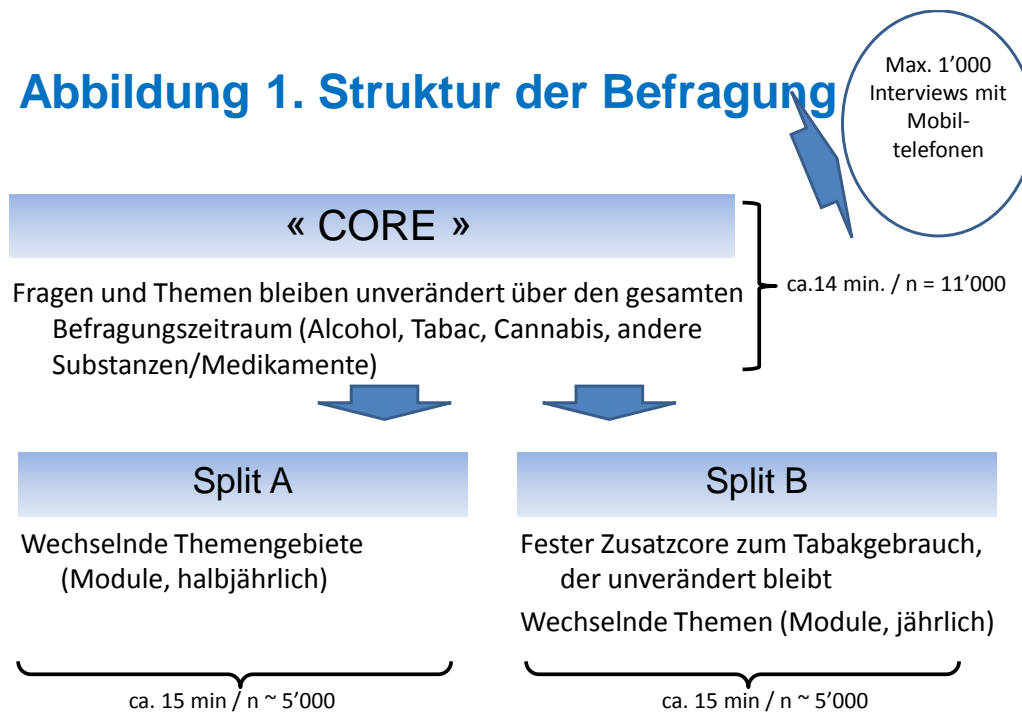 Abbildung 1. Struktur der Befragung
Max. 1’000
Interviews mit
Mobil-
telefonen
« CORE »
Fragen und Themen bleiben unverändert über den gesamten
Befragungszeitraum (Alcohol, Tabac, Cannabis, andere
Substanzen/Medikamente)
ca.14 min. / n = 11’000
Split A
Wechselnde Themengebiete
(Module, halbjährlich)
ca. 15 min / n ~ 5’000
Split B
Fester Zusatzcore zum Tabakgebrauch,
der unverändert bleibt
Wechselnde Themen (Module, jährlich)
ca. 15 min / n ~ 5’000